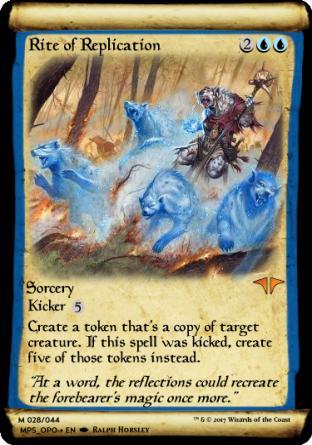 Rite of Replication 2
Sorcery
Kicker 5
Create a token that's a copy of target
creature. If this spell was kicked, create
five of those tokens instead.
"At a word, the reflections could recreate
the forebearer's magic once more."
M 028/044
MPS_OPO • EN RALPH HORSLEY
™ & © 2017 Wizards of the Coast